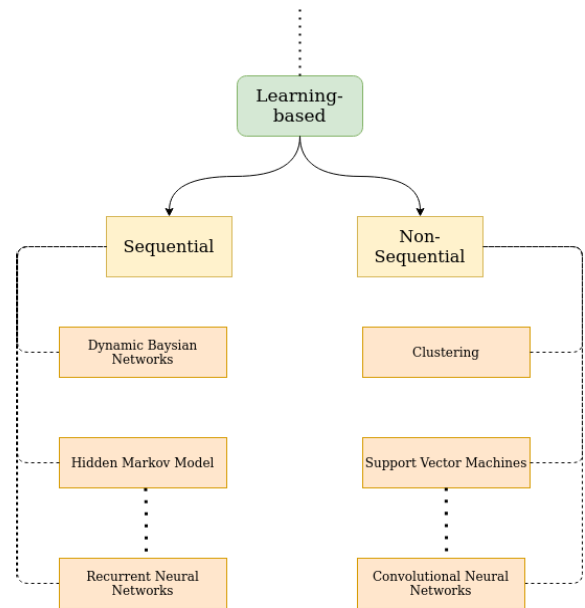 Learning-
based
Sequential
Non-
Sequential
Dynamic Baysian
Networks
Clustering
Hidden Markov Model
Support Vector Machines
Recurrent Neural
Networks
Convolutional Neural
Networks